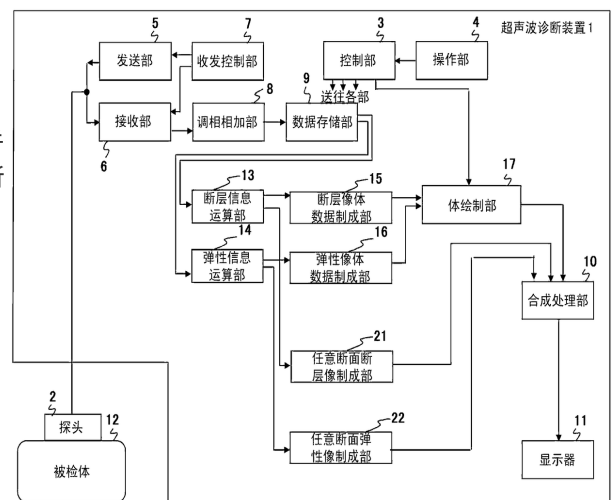 超声波诊断装置1
5
7
3
4
发送部
收发控制部
控制部
操作部
8
9
送往各部
接收部
调相相加部
数据存储部
6
13
15
17
断层信息
运算部
断层像体
数据制成部
体绘制部
14
16
弹性信息
运算部
弹性像体
数据制成部
10
合成处理部
21
任意断面断
层像制成部
2
12
22
11
探头
任意断面弹
性像制成部
显示器
被检体